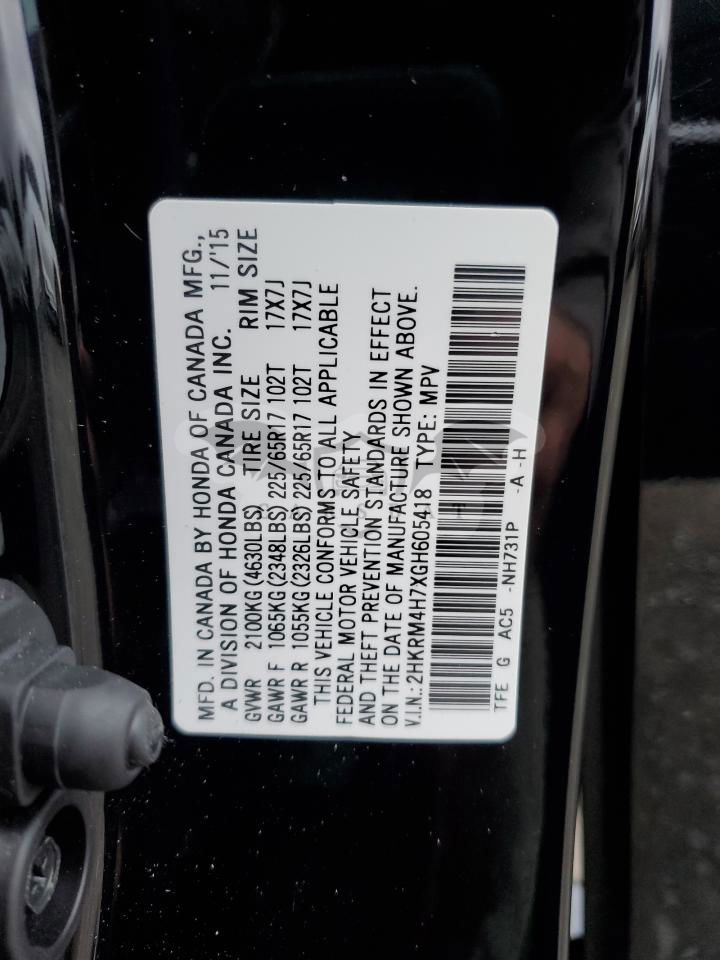 MFD. IN CANADA BY HONDA OF CANADA MFG.,
A DIVISION OF HONDA CANADA INC. 11/'15
GVWR 2100KG (4630LBS) TIRE SIZE RIM SIZE
GAWR F 1065KG (2348LBS) 225/65R17 102T 17X7J
GAWR R 1055KG (2326LBS) 225/65R17 102T 17X7J
THIS VEHICLE CONFORMS TO ALL APPLICABLE
FEDERAL MOTOR VEHICLE SAFETY
AND THEFT PREVENTION STANDARDS IN EFFECT
ON THE DATE OF MANUFACTURE SHOWN ABOVE.
V.I.N.: 2HKRM4H7XGH605418 TYPE: MPV
TFE G AC5 -NH731P -A -H